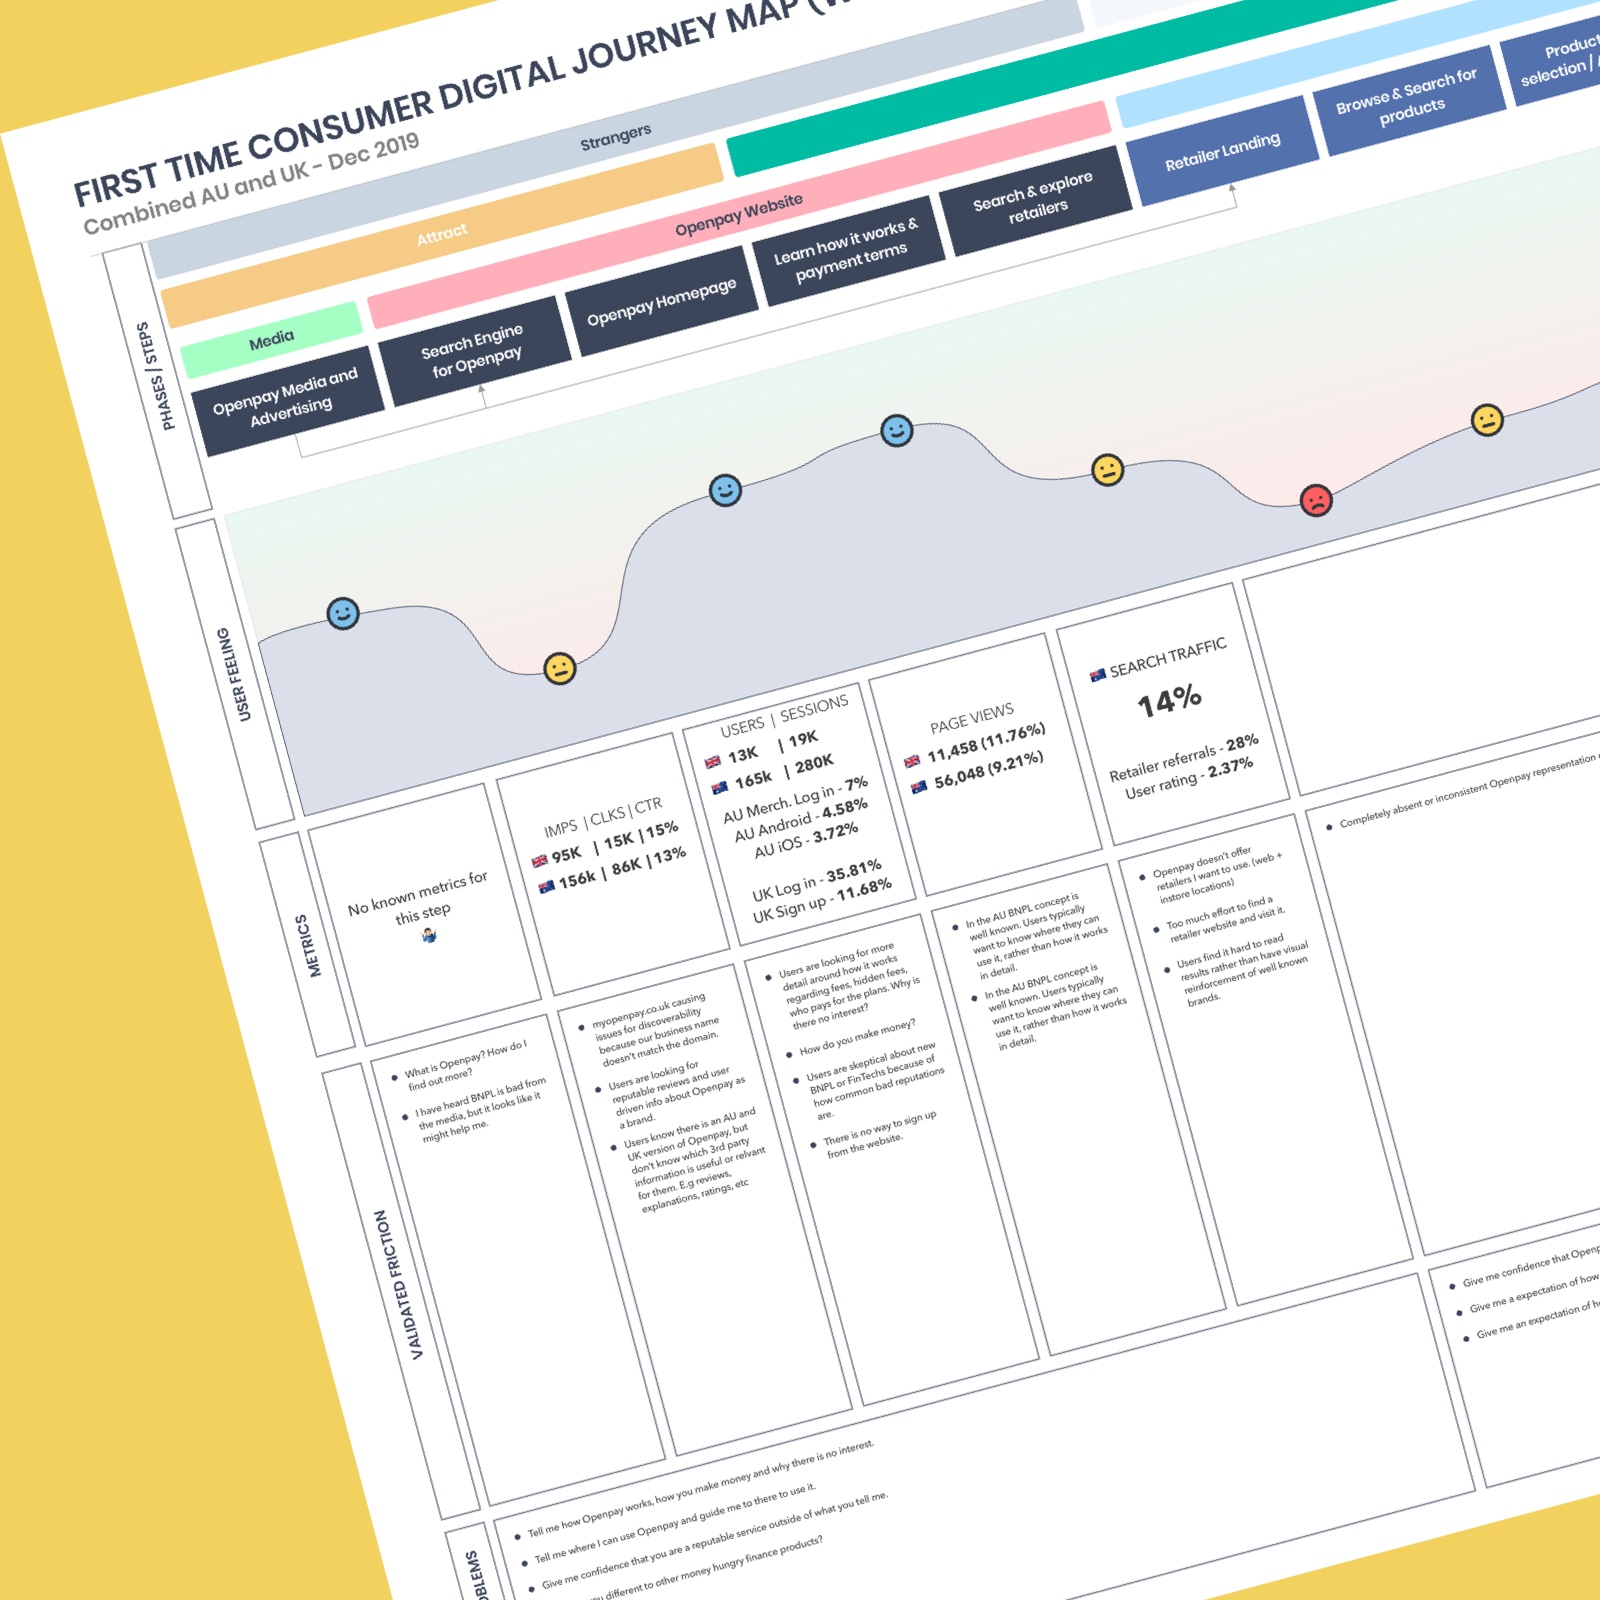 FIRST TIME CONSUMER DIGITAL JOURNEY MAP
Combined AU and UK - Dec 2019
PHASES / STEPS
Strangers
Attract
Media
Openpay Website
Openpay Media and
Advertising
Search Engine
for Openpay
Openpay Homepage
Learn how it works &
payment terms
Search & explore
retailers
Retailer Landing
Browse & Search for
products
Product
selection /
USER FEELING
METRICS
No known metrics for
this step
IMPS | CLKS | CTR
95K | 15K | 15%
156k | 86K | 13%
USERS | SESSIONS
13K | 19K
165k | 280K
AU Merch. Log in - 7%
AU Android - 4.58%
AU iOS - 3.72%
UK Log in - 35.81%
UK Sign up - 11.68%
PAGE VIEWS
11,458 (11.76%)
56,048 (9.21%)
SEARCH TRAFFIC
14%
Retailer referrals - 28%
User rating - 2.37%
VALIDATED FRICTION
What is Openpay? How do I
find out more?
I have heard BNPL is bad from
the media, but it looks like it
might help me.
myopenpay.co.uk causing
issues for discoverability
because our business name
doesn't match the domain.
Users are looking for
reputable reviews and user
driven info about Openpay as
a brand.
Users know there is an AU and
UK version of Openpay, but
don't know which 3rd party
information is useful or relvant
for them. E.g reviews,
explanations, ratings, etc
Users are looking for more
detail around how it works
regarding fees, hidden fees,
who pays for the plans. Why is
there no interest?
How do you make money?
Users are skeptical about new
BNPL or FinTechs because of
how common bad reputations
are.
There is no way to sign up
from the website.
In the AU BNPL concept is
well known. Users typically
want to know where they can
use it, rather than how it works
in detail.
In the AU BNPL concept is
well known. Users typically
want to know where they can
use it, rather than how it works
in detail.
Openpay doesn't offer
retailers I want to use. (web +
instore locations)
Too much effort to find a
retailer website and visit it.
Users find it hard to read
results rather than have visual
reinforcement of well known
brands.
Completely absent or inconsistent Openpay representation
Tell me how Openpay works, how you make money and why there is no interest.
Tell me where I can use Openpay and guide me to there to use it.
Give me confidence that you are a reputable service outside of what you tell me.
you different to other money hungry finance products?
Give me confidence that Openp
Give me a expectation of how
Give me an expectation of